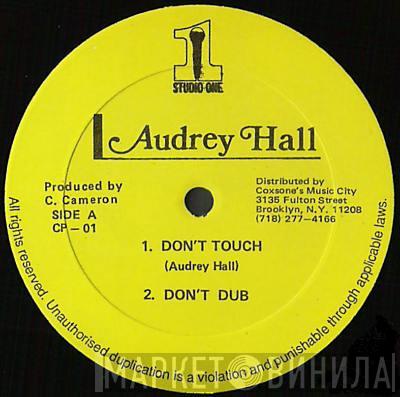 1
STUDIO ONE
Audrey Hall
Produced by
C. Cameron
SIDE A
CP-01
Distributed by
Coxsone's Music City
3135 Fulton Street
Brooklyn, N.Y. 11208
(718) 277-4166
1. DON'T TOUCH
(Audrey Hall)
2. DON'T DUB
All rights reserved. Unauthorised duplication is a violation and punishable through applicable laws.
МАРКЕТ ВИНИЛА